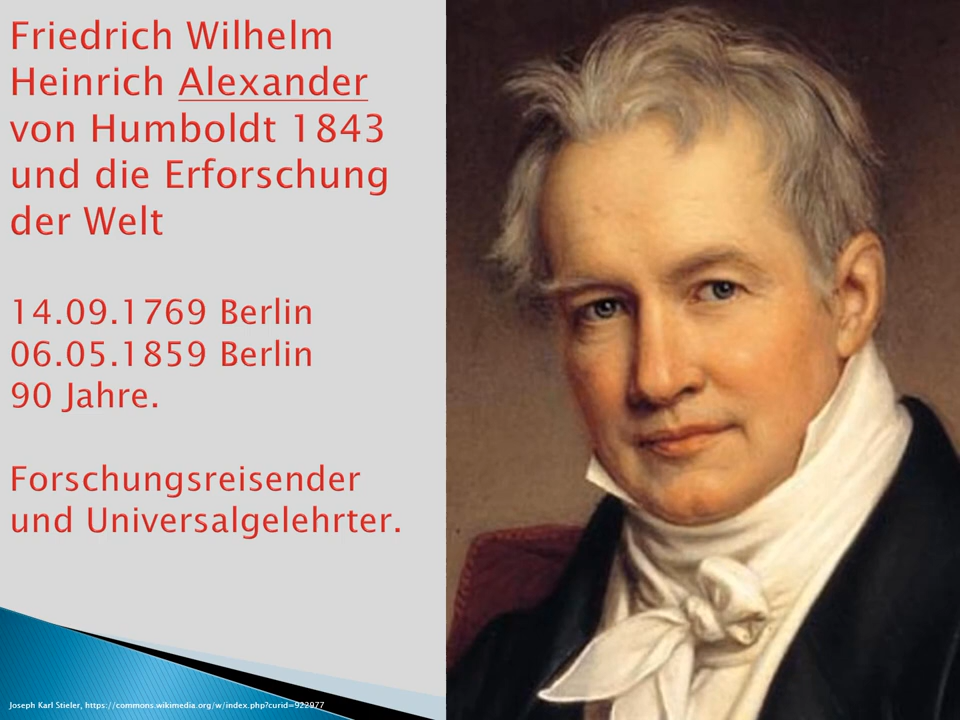 Friedrich Wilhelm
Heinrich Alexander
von Humboldt 1843
und die Erforschung
der Welt
14.09.1769 Berlin
06.05.1859 Berlin
90 Jahre.
Forschungsreisender
und Universalgelehrter.
Joseph Karl Stieler, https://commons.wikimedia.org/w/index.php?curid=922977